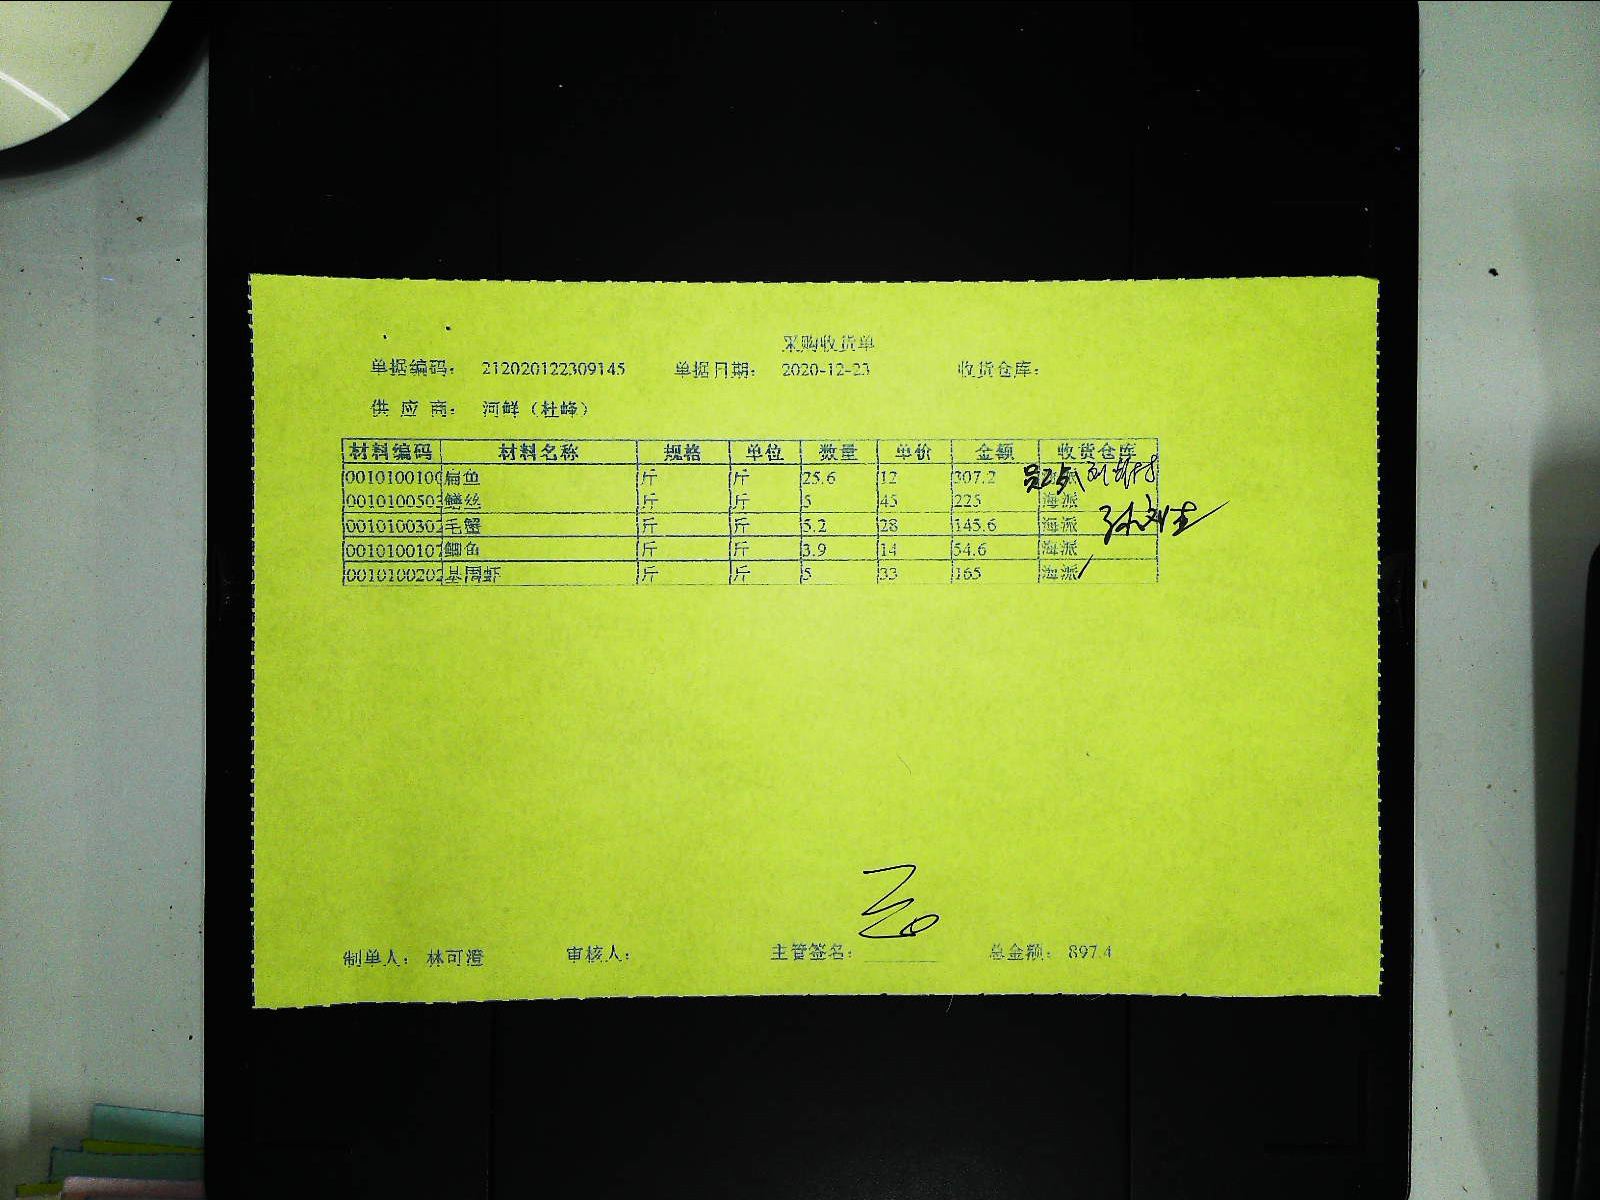 采购收货单
单据编码: 212020122309145 单据日期: 2020-12-23 收货仓库:
供 应 商: 河鲜（杜峰）
材料编码 材料名称 规格 单位 数量 单价 金额 收货仓库
001010010 扁鱼 斤 斤 25.6 12 307.2
001010050 鳝丝 斤 斤 5 45 225 海派
001010030 毛蟹 斤 斤 5.2 28 145.6 海派
001010010 鲫鱼 斤 斤 3.9 14 54.6 海派
001010020 基围虾 斤 斤 5 33 165 海派
制单人: 林可澄 审核人: 主管签名: 总金额: 897.4